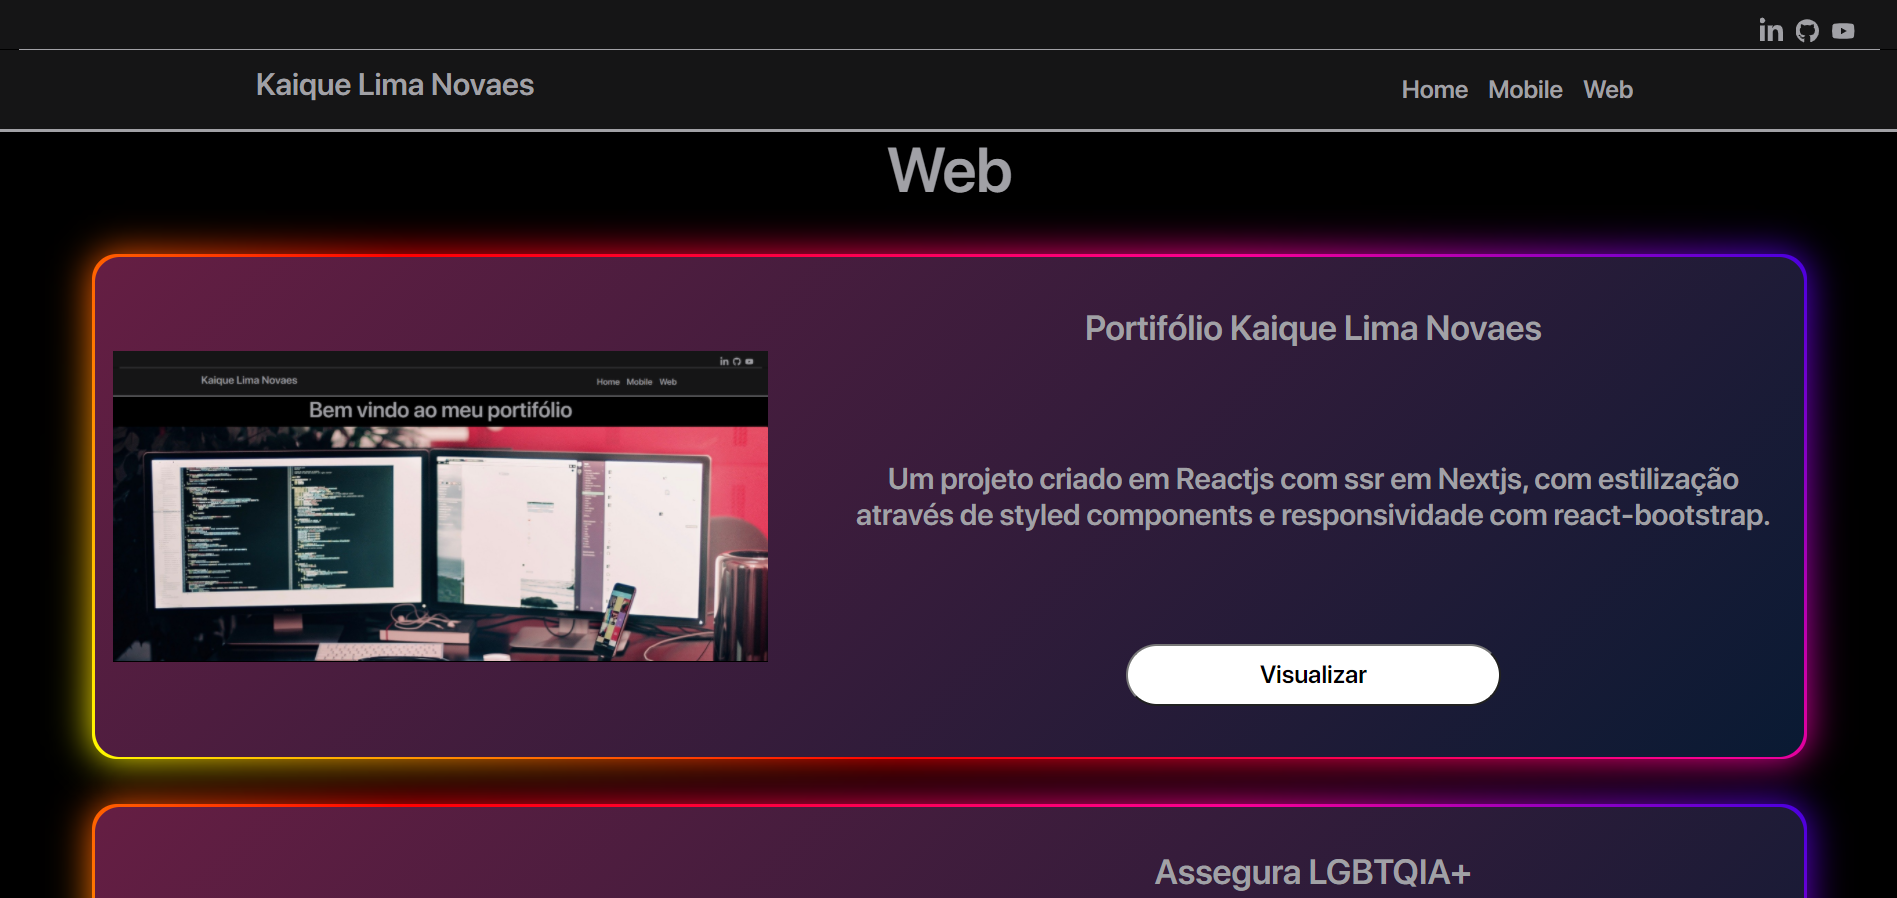 in
Kaique Lima Novaes
Home Mobile Web
Web
Portifólio Kaique Lima Novaes
in
Kaique Lima Novaes
Home Mobile Web
Bem vindo ao meu portifólio
Um projeto criado em Reactjs com ssr em Nextjs, com estilização
através de styled components e responsividade com react-bootstrap.
Visualizar
Assegura LGBTQIA+